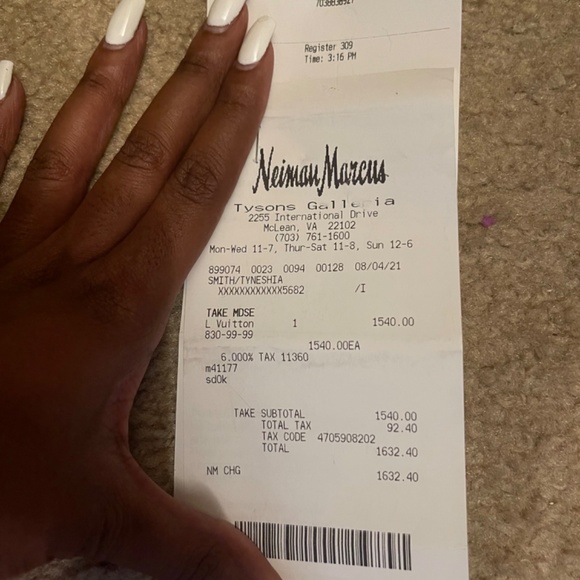 Register 309
Time: 3:16 PM
Neiman Marcus
Tysons Galleria
2255 International Drive
McLean, VA 22102
(703) 761-1600
Mon-Wed 11-7, Thur-Sat 11-8, Sun 12-6
899074 0023 0094 00128 08/04/21
SMITH/TYNESHIA
XXXXXXXXXXXX5682 /I
TAKE MDSE
L Vuitton 1 1540.00
830-99-99
1540.00EA
6.000% TAX 11360
m41177
sd0k
TAKE SUBTOTAL 1540.00
TOTAL TAX 92.40
TAX CODE 4705908202
TOTAL 1632.40
NM CHG 1632.40